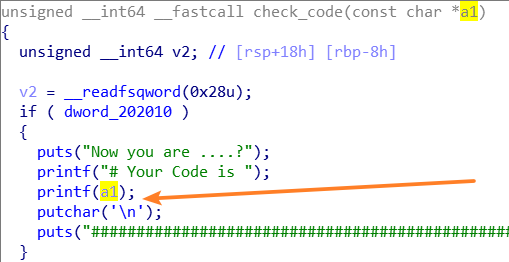 unsigned __int64 __fastcall check_code(const char *a1)
{
unsigned __int64 v2; // [rsp+18h] [rbp-8h]
v2 = __readfsqword(0x28u);
if ( dword_202010 )
{
puts("Now you are ....?");
printf("# Your Code is ");
printf(a1);
putchar('\n');
puts("##################################################
}